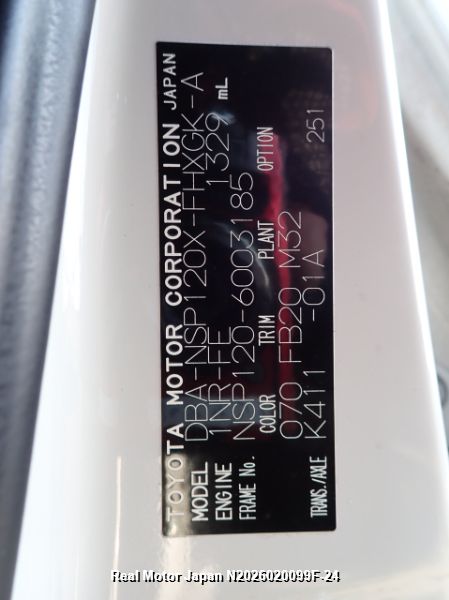 TOYOTA MOTOR CORPORATION JAPAN
MODEL DBA-NSP120X-FHXGK-A
ENGINE 1NR-FE 1329 mL
FRAME No. NSP120-6003185
COLOR TRIM PLANT OPTION
070 FB20 M32 251
TRANS./AXLE K411 -01A
Real Motor Japan N2025020099F-24